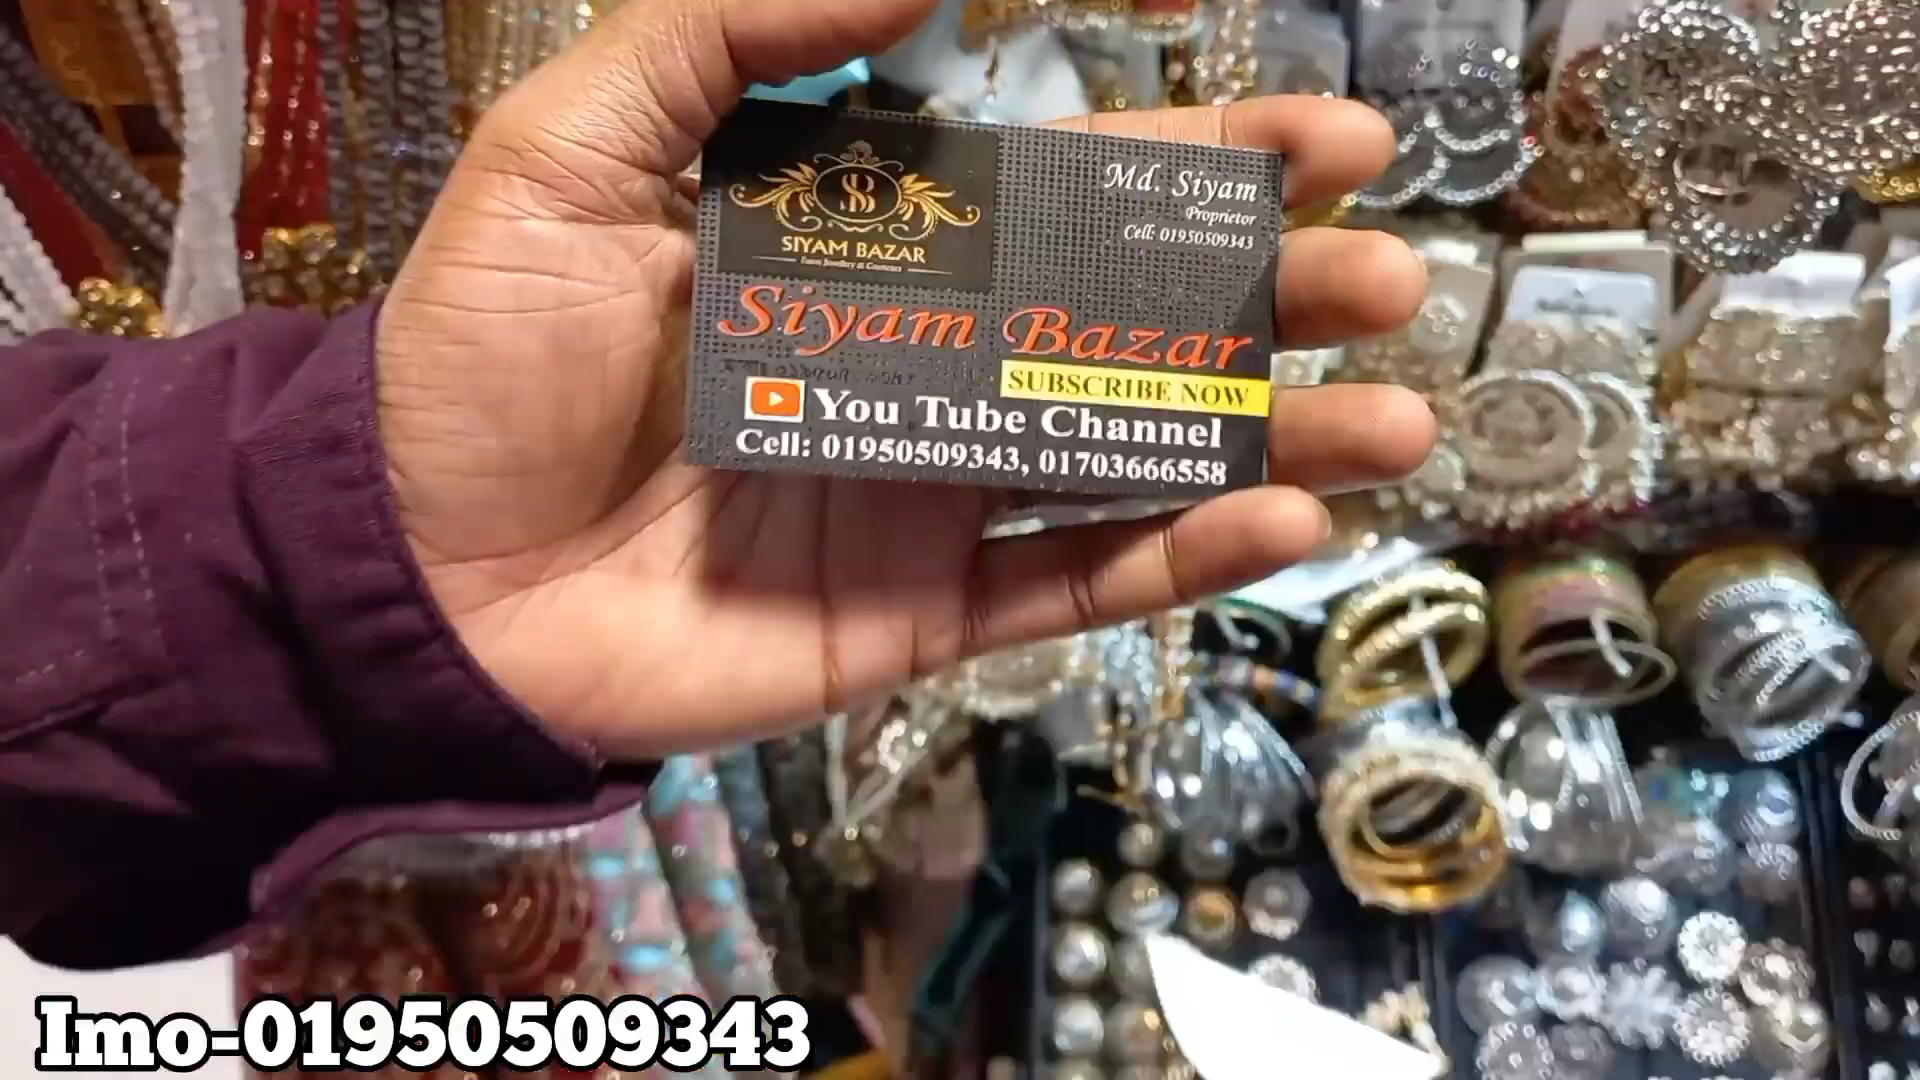 SB
SIYAM BAZAR
Md. Siyam
Proprietor
Cell: 01950509343
Siyam Bazar
SUBSCRIBE NOW
You Tube Channel
Cell: 01950509343, 01703666558
Imo-01950509343